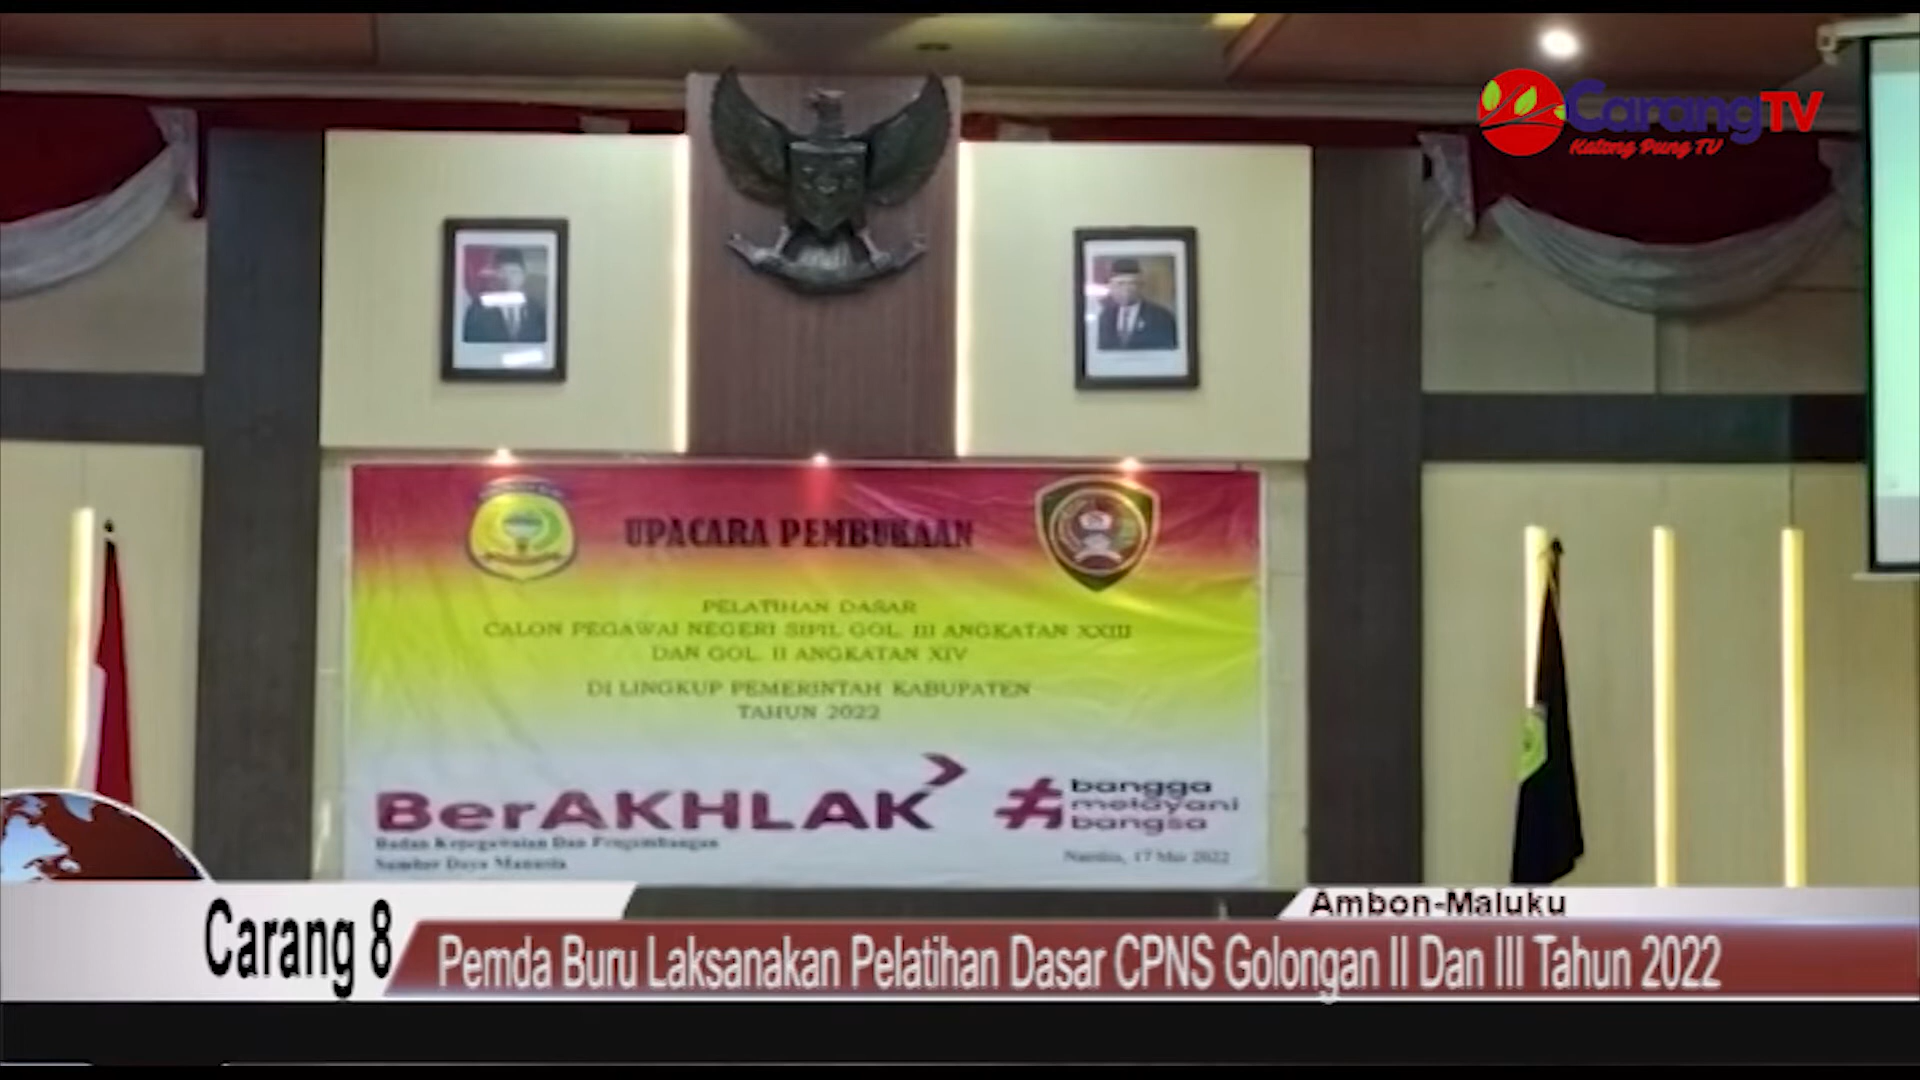 CarangTV
Katong Pung TV
UPACARA PEMBUKAAN
PELATIHAN DASAR
CALON PEGAWAI NEGERI SIPIL GOL. III ANGKATAN XXIII
DAN GOL. II ANGKATAN XIV
DI LINGKUP PEMERINTAH KABUPATEN
TAHUN 2022
BerAKHLAK
# bangga
melayani
bangsa
Badan Kepegawaian Dan Pengembangan
Sumber Daya Manusia
Namlea, 17 Mei 2022
Ambon-Maluku
Carang 8
Pemda Buru Laksanakan Pelatihan Dasar CPNS Golongan II Dan III Tahun 2022